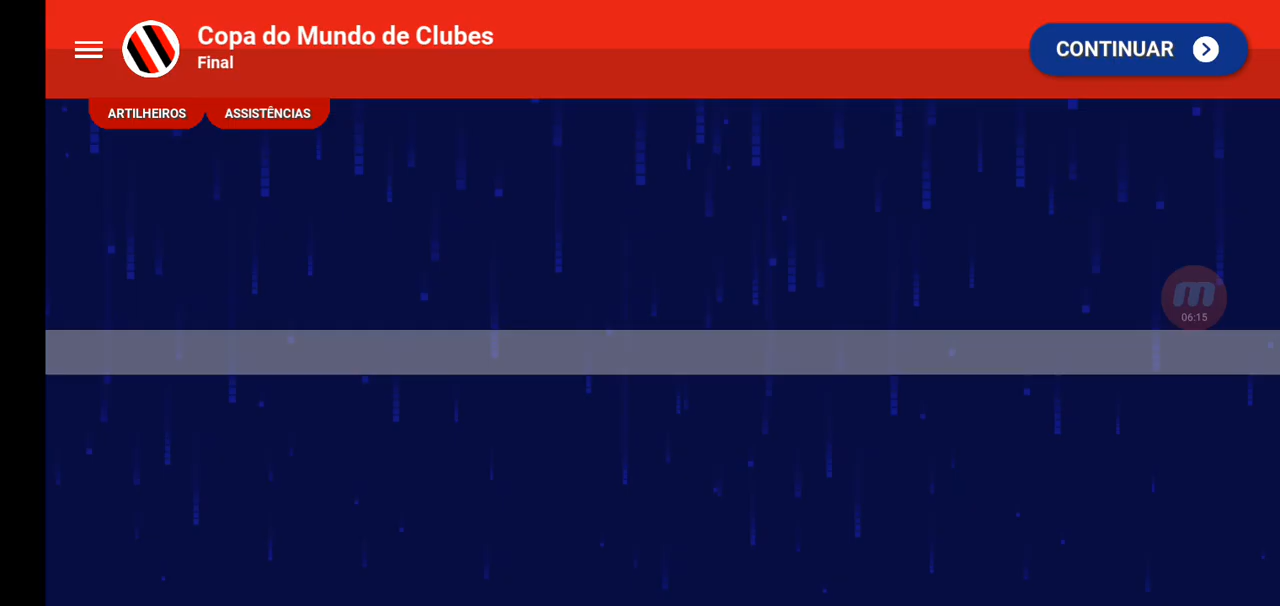 Copa do Mundo de Clubes
Final
CONTINUAR
ARTILHEIROS
ASSISTÊNCIAS
06:15